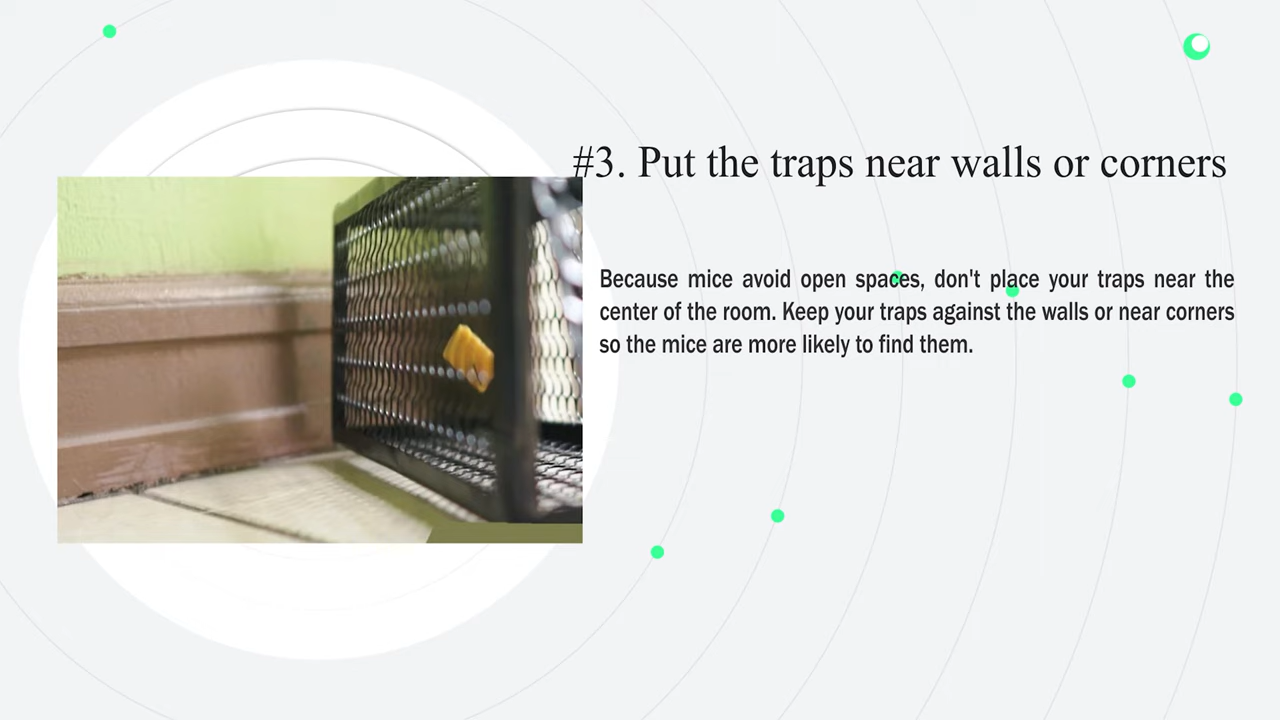 #3. Put the traps near walls or corners
Because mice avoid open spaces, don't place your traps near the
center of the room. Keep your traps against the walls or near corners
so the mice are more likely to find them.